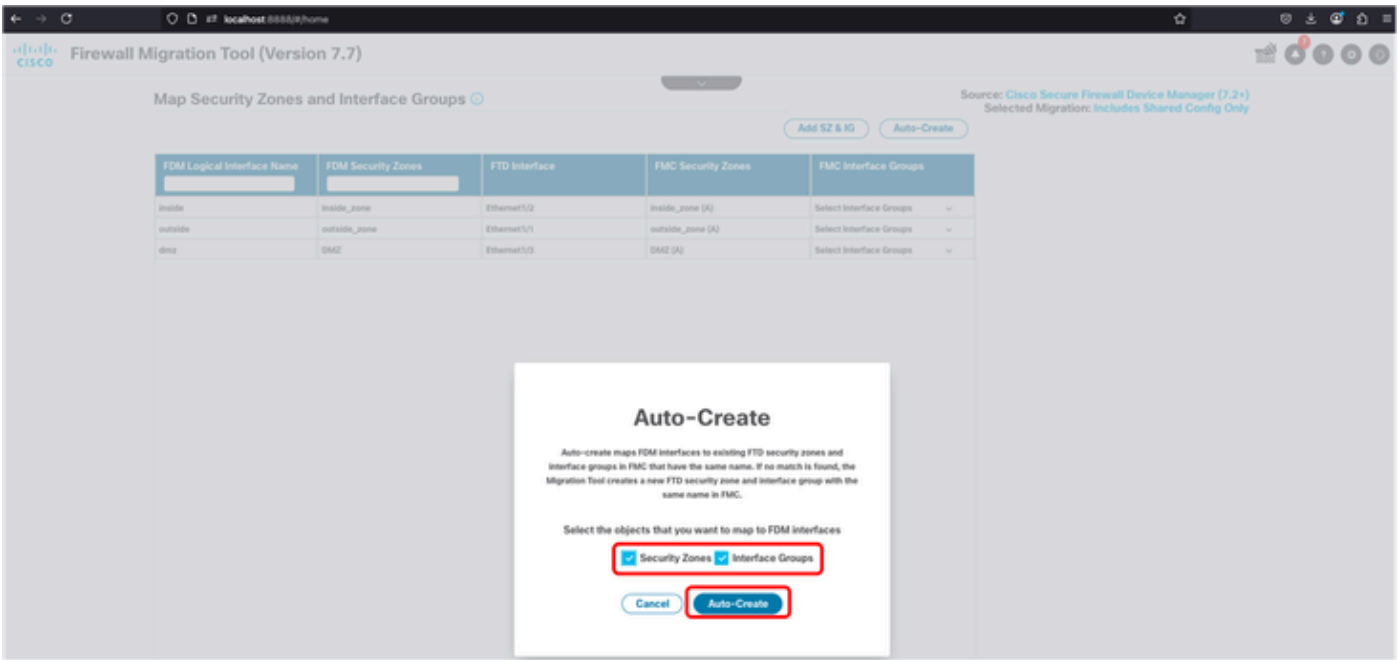 localhost:8888/#/home
CISCO
Firewall Migration Tool (Version 7.7)
Map Security Zones and Interface Groups
Source: Cisco Secure Firewall Device Manager (7.2+)
Selected Migration: Includes Shared Config Only
Add SZ & IG Auto-Create
FDM Logical Interface Name FDM Security Zones FTD Interface FMC Security Zones FMC Interface Groups
inside inside_zone Ethernet1/2 inside_zone (A) Select Interface Groups
outside outside_zone Ethernet1/1 outside_zone (A) Select Interface Groups
dmz DMZ Ethernet1/3 DMZ (A) Select Interface Groups
Auto-Create
Auto-create maps FDM interfaces to existing FTD security zones and
interface groups in FMC that have the same name. If no match is found, the
Migration Tool creates a new FTD security zone and interface group with the
same name in FMC.
Select the objects that you want to map to FDM interfaces
Security Zones Interface Groups
Cancel Auto-Create